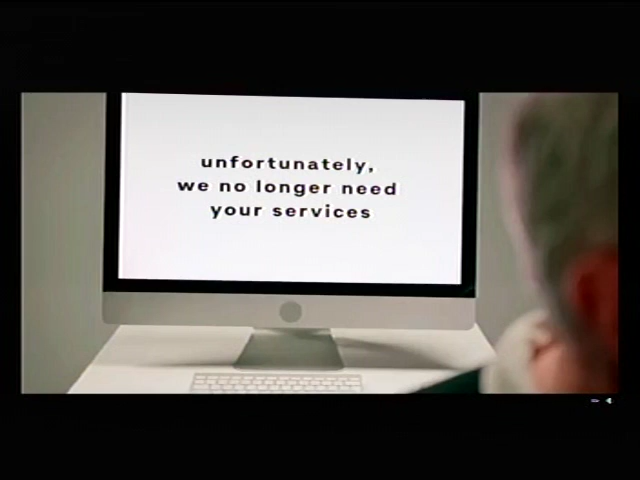 unfortunately,
we no longer need
your services